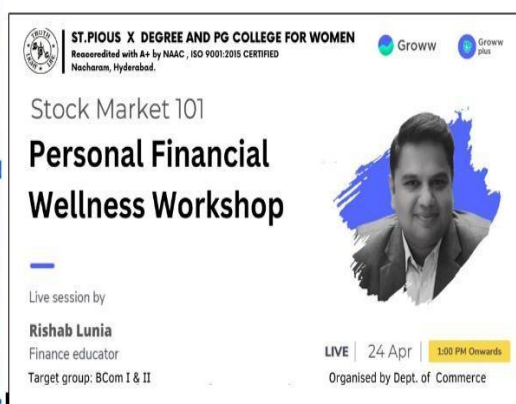 ST.PIOUS X DEGREE AND PG COLLEGE FOR WOMEN
Reaccredited with A+ by NAAC , ISO 9001:2015 CERTIFIED
Nacharam, Hyderabad.
Groww
Groww
plus
Stock Market 101
Personal Financial
Wellness Workshop
Live session by
Rishab Lunia
Finance educator
Target group: BCom I & II
LIVE | 24 Apr | 1:00 PM Onwards
Organised by Dept. of Commerce